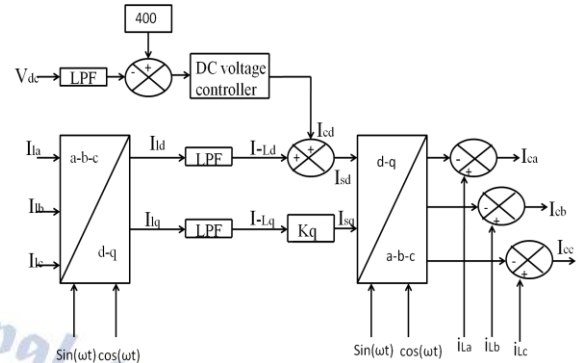 400
- +
Vdc
LPF
DC voltage
controller
Icd
Ila
a-b-c
Ild
LPF
I-Ld
+ +
Isd
d-q
- +
Ica
Ilb
- +
Icb
Ilq
LPF
I-Lq
Kq
Isq
Ilc
d-q
a-b-c
- +
Icc
Sin(ωt) cos(ωt)
Sin(ωt) cos(ωt)
iLa iLb iLc